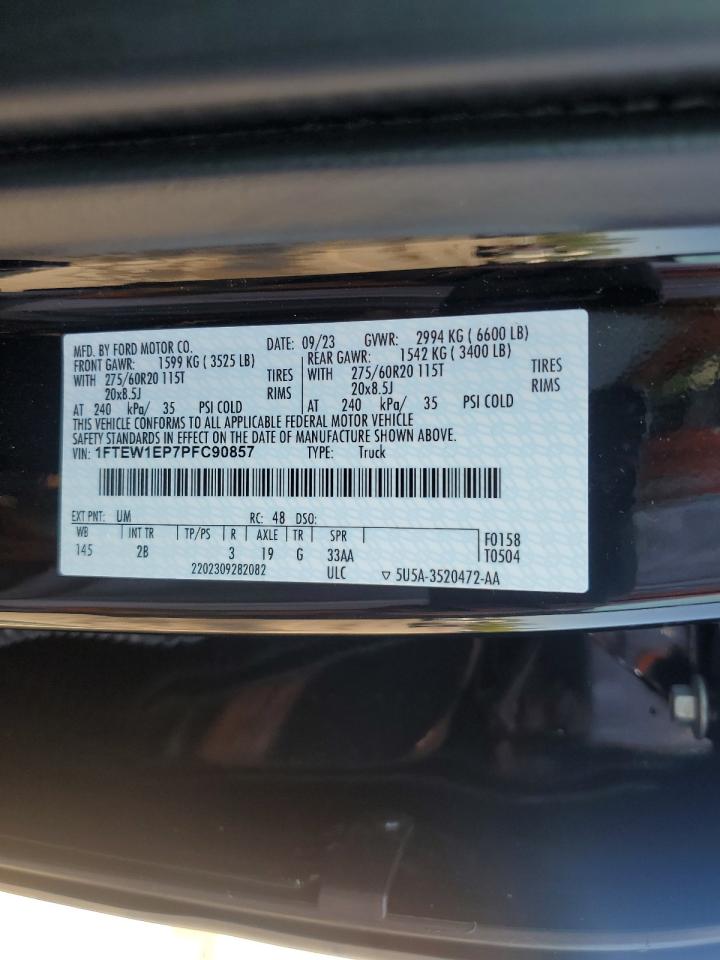 MFD. BY FORD MOTOR CO. DATE: 09/23 GVWR: 2994 KG ( 6600 LB)
FRONT GAWR: 1599 KG ( 3525 LB) REAR GAWR: 1542 KG ( 3400 LB)
WITH 275/60R20 115T TIRES WITH 275/60R20 115T TIRES
20x8.5J RIMS 20x8.5J RIMS
AT 240 kPa/ 35 PSI COLD AT 240 kPa/ 35 PSI COLD
THIS VEHICLE CONFORMS TO ALL APPLICABLE FEDERAL MOTOR VEHICLE
SAFETY STANDARDS IN EFFECT ON THE DATE OF MANUFACTURE SHOWN ABOVE.
VIN: 1FTEW1EP7PFC90857 TYPE: Truck
EXT PNT: UM RC: 48 DSO:
WB INT TR TP/PS R AXLE TR SPR F0158
145 2B 3 19 G 33AA T0504
2202309282082 ULC ▽ 5U5A-3520472-AA